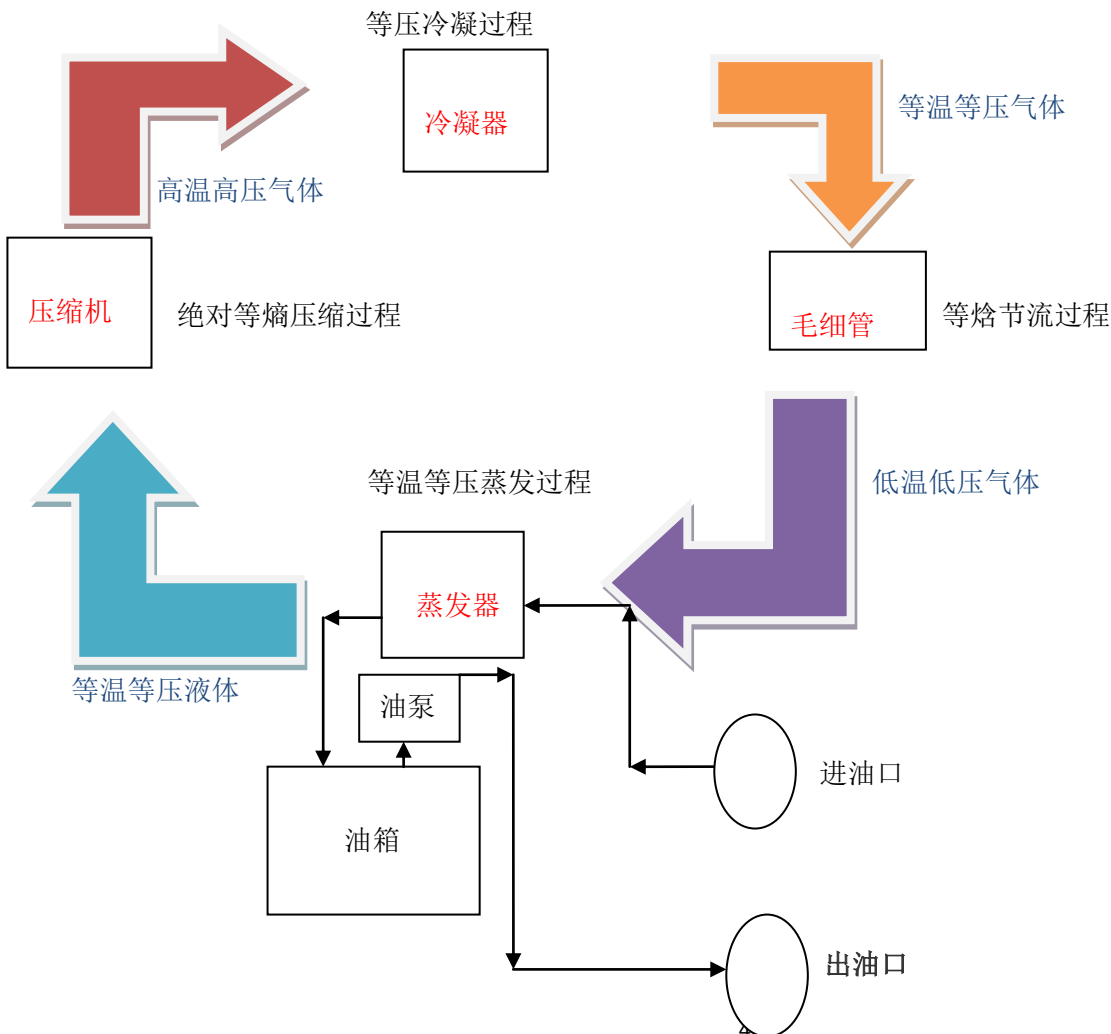 等压冷凝过程
冷凝器
等温等压气体
高温高压气体
压缩机
绝对等熵压缩过程
毛细管
等焓节流过程
等温等压蒸发过程
低温低压气体
蒸发器
等温等压液体
油泵
进油口
油箱
出油口